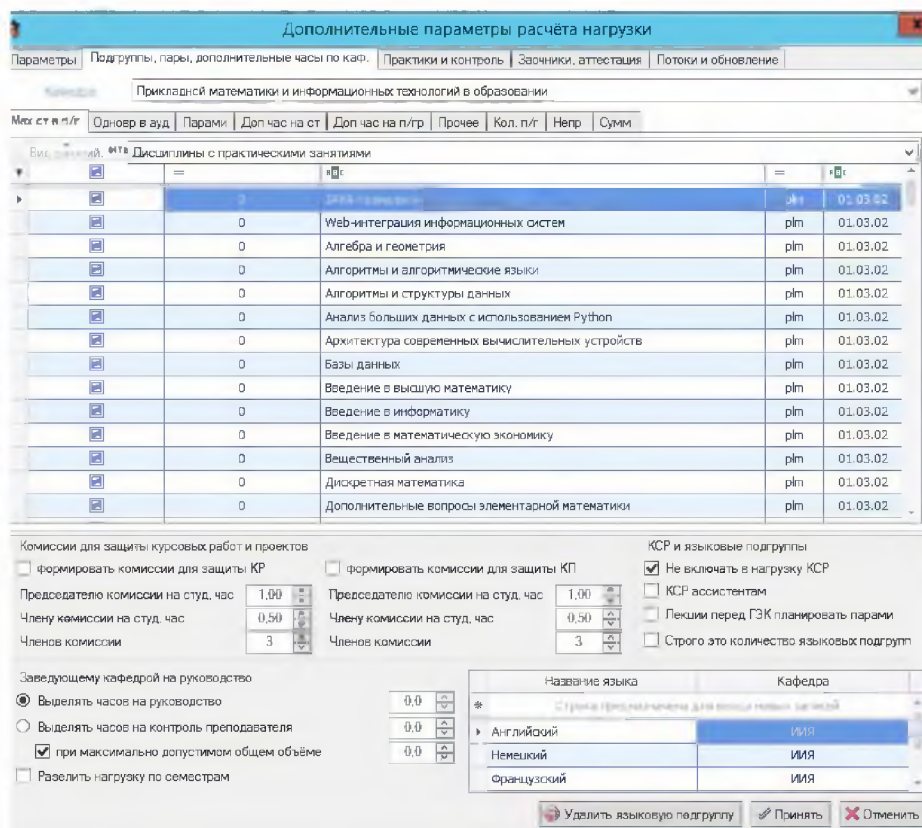 Дополнительные параметры расчёта нагрузки
Параметры Подгруппы, пары, дополнительные часы по каф. Практики и контроль Заочники, аттестация Потоки и обновление
Прикладной математики и информационных технологий в образовании
Мах ст в п/г Одновр в ауд Парами Доп час на ст Доп час на п/гр Прочее Кол. п/г Непр Сумм
Дисциплины с практическими занятиями
= =
0 plm 01.03.02
0 Web-интеграция информационных систем plm 01.03.02
0 Алгебра и геометрия plm 01.03.02
0 Алгоритмы и алгоритмические языки plm 01.03.02
0 Алгоритмы и структуры данных plm 01.03.02
0 Анализ больших данных с использованием Python plm 01.03.02
0 Архитектура современных вычислительных устройств plm 01.03.02
0 Базы данных plm 01.03.02
0 Введение в высшую математику plm 01.03.02
0 Введение в информатику plm 01.03.02
0 Введение в математическую экономику plm 01.03.02
0 Вещественный анализ plm 01.03.02
0 Дискретная математика plm 01.03.02
0 Дополнительные вопросы элементарной математики plm 01.03.02
Комиссии для защиты курсовых работ и проектов КСР и языковые подгруппы
формировать комиссии для защиты КР формировать комиссии для защиты КП Не включать в нагрузку КСР
Председателю комиссии на студ, час 1,00 Председателю комиссии на студ, час 1,00 КСР ассистентам
Члену комиссии на студ, час 0,50 Члену комиссии на студ, час 0,50 Лекции перед ГЭК планировать парами
Членов комиссии 3 Членов комиссии 3 Строго это количество языковых подгрупп
Заведующему кафедрой на руководство Название языка Кафедра
Выделять часов на руководство 0,0 Строка предназначена для ввода новых записей
Выделять часов на контроль преподавателя 0,0 Английский ИИЯ
при максимально допустимом общем объёме 0,0 Немецкий ИИЯ
Разделить нагрузку по семестрам Французский ИИЯ
Удалить языковую подгруппу Принять Отменить